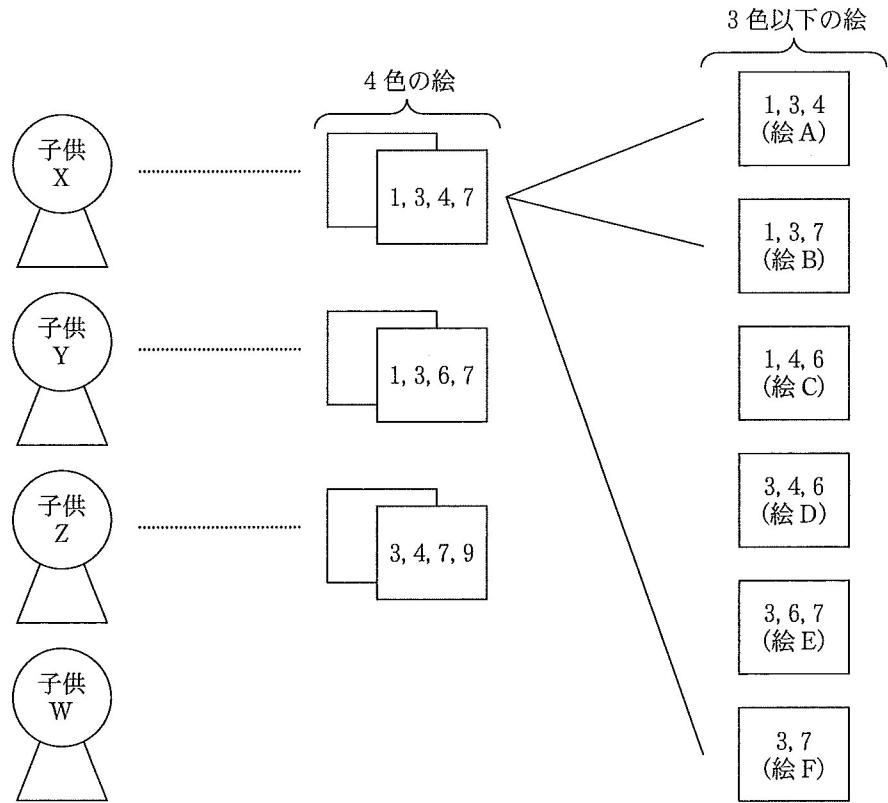 3色以下の絵
4色の絵
子供
X
1, 3, 4, 7
子供
Y
1, 3, 6, 7
子供
Z
3, 4, 7, 9
子供
W
1, 3, 4
(絵A)
1, 3, 7
(絵B)
1, 4, 6
(絵C)
3, 4, 6
(絵D)
3, 6, 7
(絵E)
3, 7
(絵F)